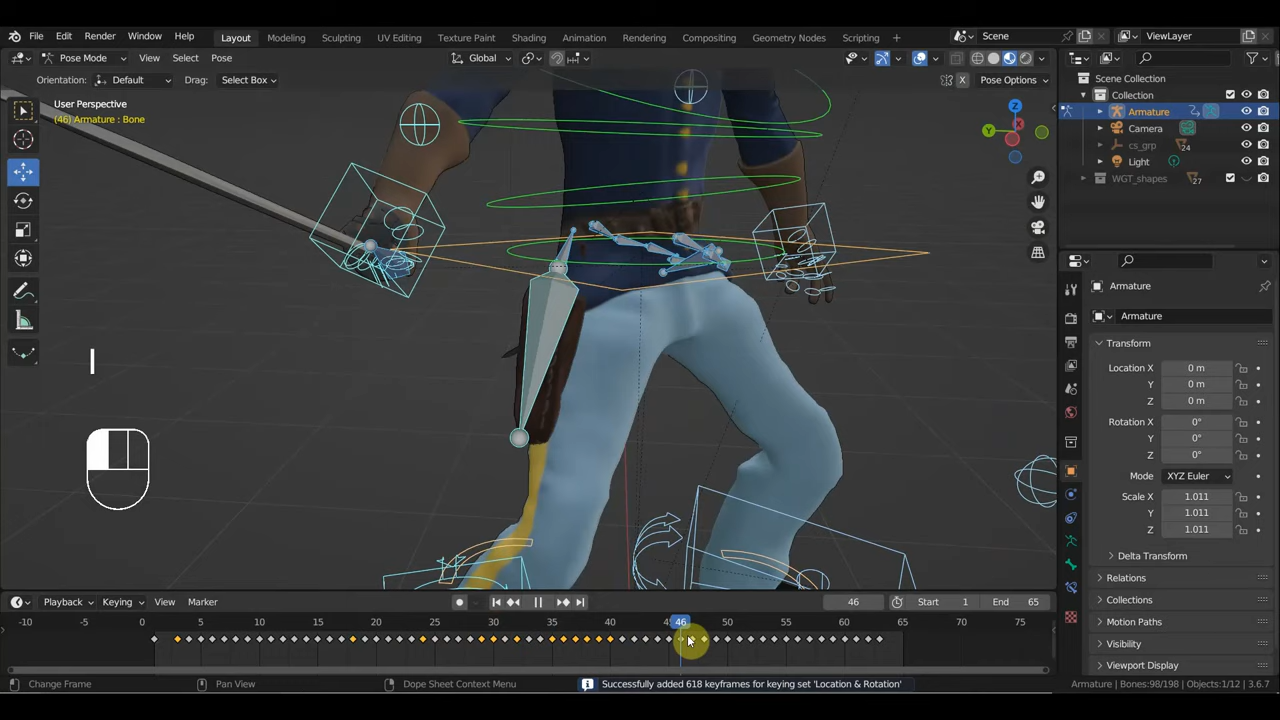 File Edit Render Window Help Layout Modeling Sculpting UV Editing Texture Paint Shading Animation Rendering Compositing Geometry Nodes Scripting + Scene ViewLayer
Pose Mode View Select Pose Global
Orientation: Default Drag: Select Box X Pose Options
User Perspective
(46) Armature : Bone
Z
X
Y
I
Scene Collection
Collection
Armature
Camera
cs_grp 24
Light
WGT_shapes 27
Armature
Armature
Transform
Location X 0 m
Y 0 m
Z 0 m
Rotation X 0°
Y 0°
Z 0°
Mode XYZ Euler
Scale X 1.011
Y 1.011
Z 1.011
Delta Transform
Relations
Collections
Motion Paths
Visibility
Viewport Display
Playback Keying View Marker 46 Start 1 End 65
-10 -5 0 5 10 15 20 25 30 35 40 45 46 50 55 60 65 70 75
Change Frame Pan View Dope Sheet Context Menu Successfully added 618 keyframes for keying set 'Location & Rotation' Armature | Bones:98/198 | Objects:1/12 | 3.6.7